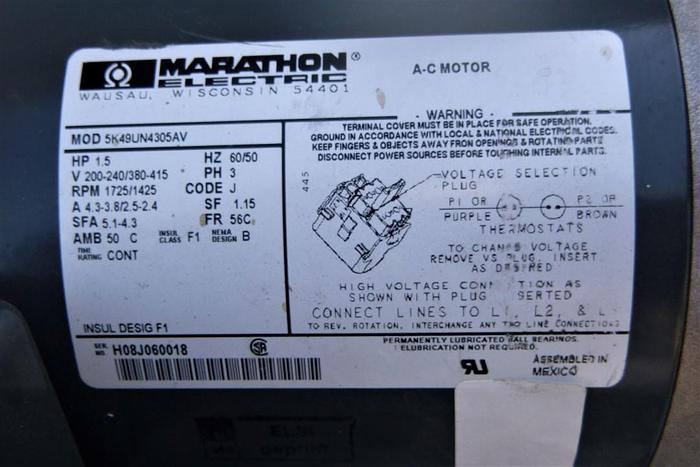 MARATHON®
ELECTRIC
WAUSAU, WISCONSIN 54401
A-C MOTOR
MOD 5K49UN4305AV
HP 1.5 HZ 60/50
V 200-240/380-415 PH 3
RPM 1725/1425 CODE J
A 4.3-3.8/2.5-2.4 SF 1.15
SFA 5.1-4.3 FR 56C
AMB 50 C INSUL CLASS F1 NEMA DESIGN B
TIME RATING CONT
INSUL DESIG F1
SER. NO. H08J060018
- WARNING -
TERMINAL COVER MUST BE IN PLACE FOR SAFE OPERATION.
GROUND IN ACCORDANCE WITH LOCAL & NATIONAL ELECTRICAL CODES.
KEEP FINGERS & OBJECTS AWAY FROM OPENINGS & ROTATING PARTS
DISCONNECT POWER SOURCES BEFORE TOUCHING INTERNAL PARTS.
445
VOLTAGE SELECTION
PLUG
P1 OR P2 OR
PURPLE BROWN
THERMOSTATS
TO CHANGE VOLTAGE
REMOVE VS PLUG, INSERT
AS DESIRED
HIGH VOLTAGE CONN TION AS
SHOWN WITH PLUG SERTED
CONNECT LINES TO L1, L2, &
TO REV. ROTATION, INTERCHANGE ANY TWO LINE CONNECTIONS
PERMANENTLY LUBRICATED BALL BEARINGS.
RELUBRICATION NOT REQUIRED.
ASSEMBLED IN
MEXICO